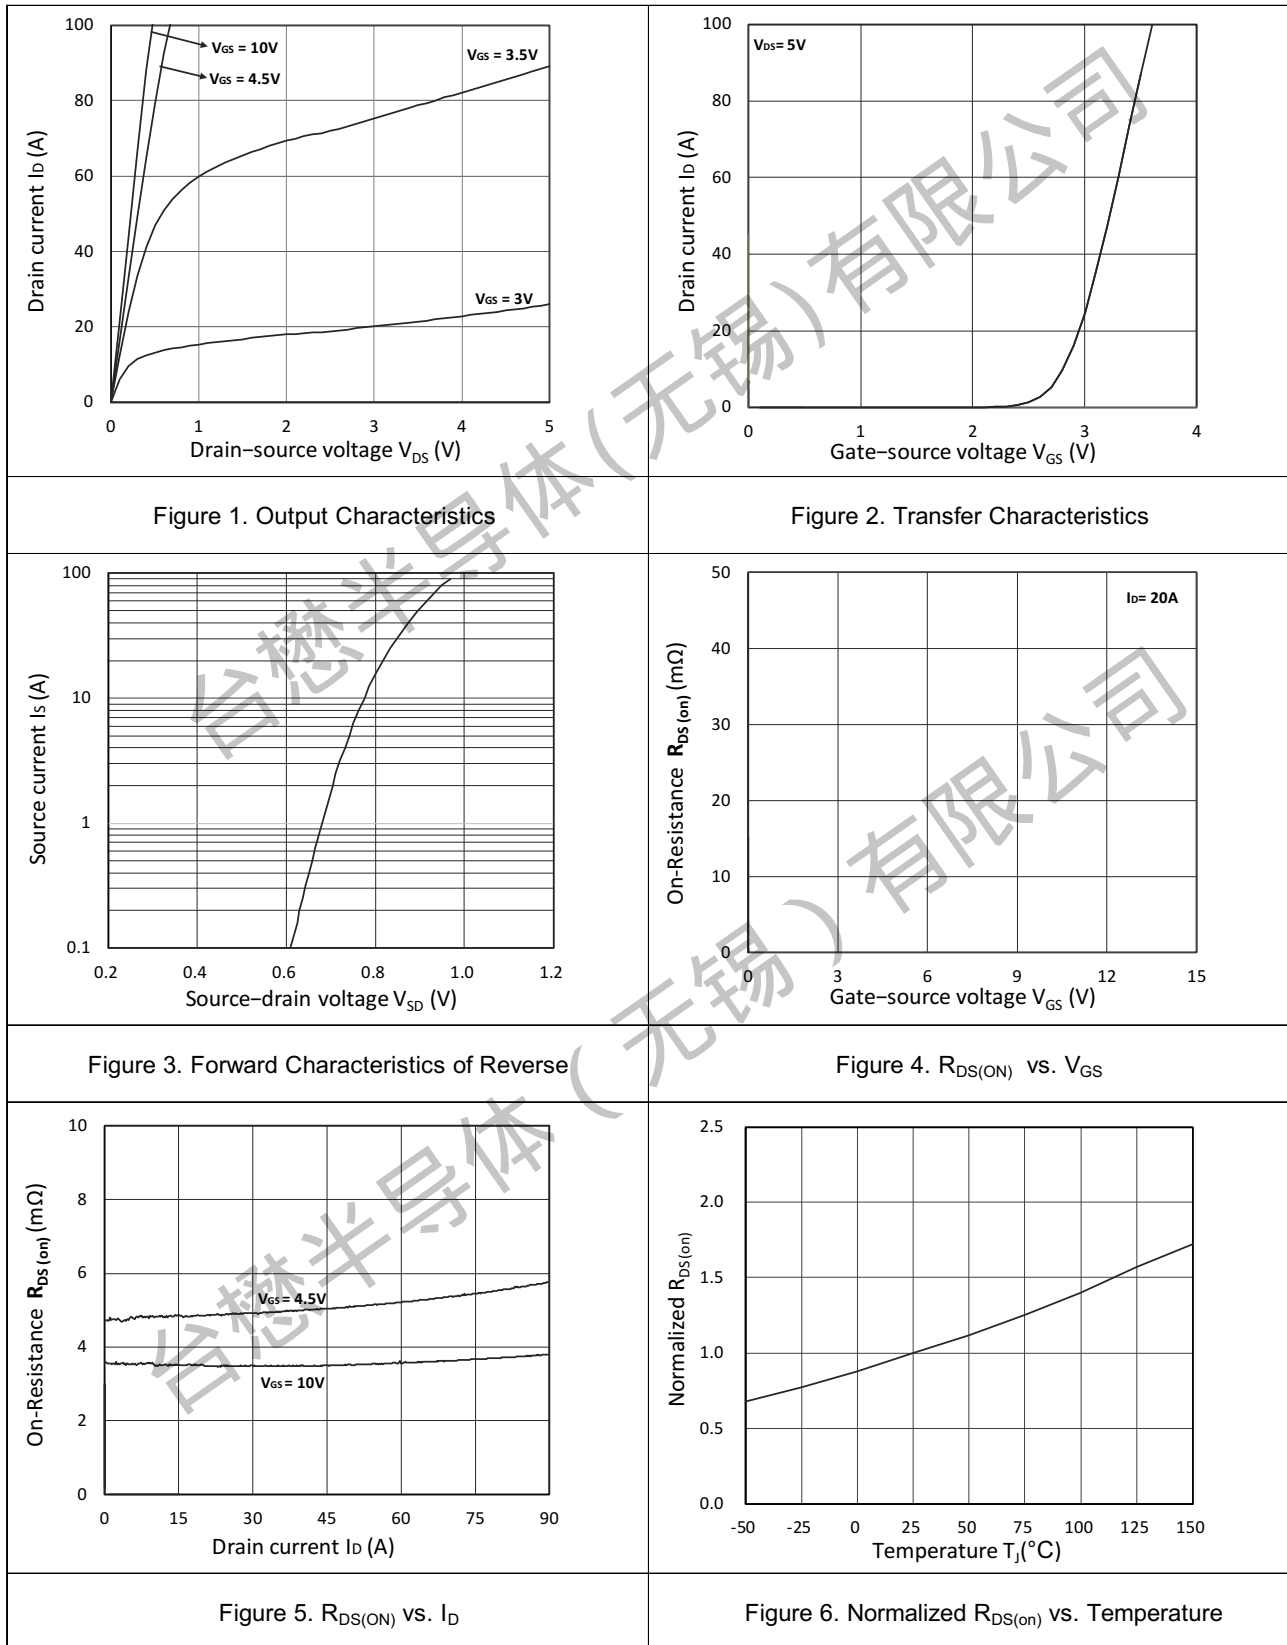 100
80
60
40
20
0
0 1 2 3 4 5
Drain current ID (A)
VGS = 10V
VGS = 4.5V
VGS = 3.5V
VGS = 3V
Drain–source voltage VDS (V)
Figure 1. Output Characteristics
100
80
60
40
20
0
0 1 2 3 4
Drain current ID (A)
VDS= 5V
Gate–source voltage VGS (V)
Figure 2. Transfer Characteristics
100
10
1
0.1
0.2 0.4 0.6 0.8 1.0 1.2
Source current IS (A)
Source–drain voltage VSD (V)
Figure 3. Forward Characteristics of Reverse
50
40
30
20
10
0
0 3 6 9 12 15
On-Resistance RDS(on) (mΩ)
ID= 20A
Gate–source voltage VGS (V)
Figure 4. RDS(ON) vs. VGS
10
8
6
4
2
0
0 15 30 45 60 75 90
On-Resistance RDS(on) (mΩ)
VGS = 4.5V
VGS = 10V
Drain current ID (A)
Figure 5. RDS(ON) vs. ID
2.5
2.0
1.5
1.0
0.5
0.0
-50 -25 0 25 50 75 100 125 150
Normalized RDS(on)
Temperature TJ(°C)
Figure 6. Normalized RDS(on) vs. Temperature
台懋半导体(无锡)有限公司
台懋半导体(无锡)有限公司